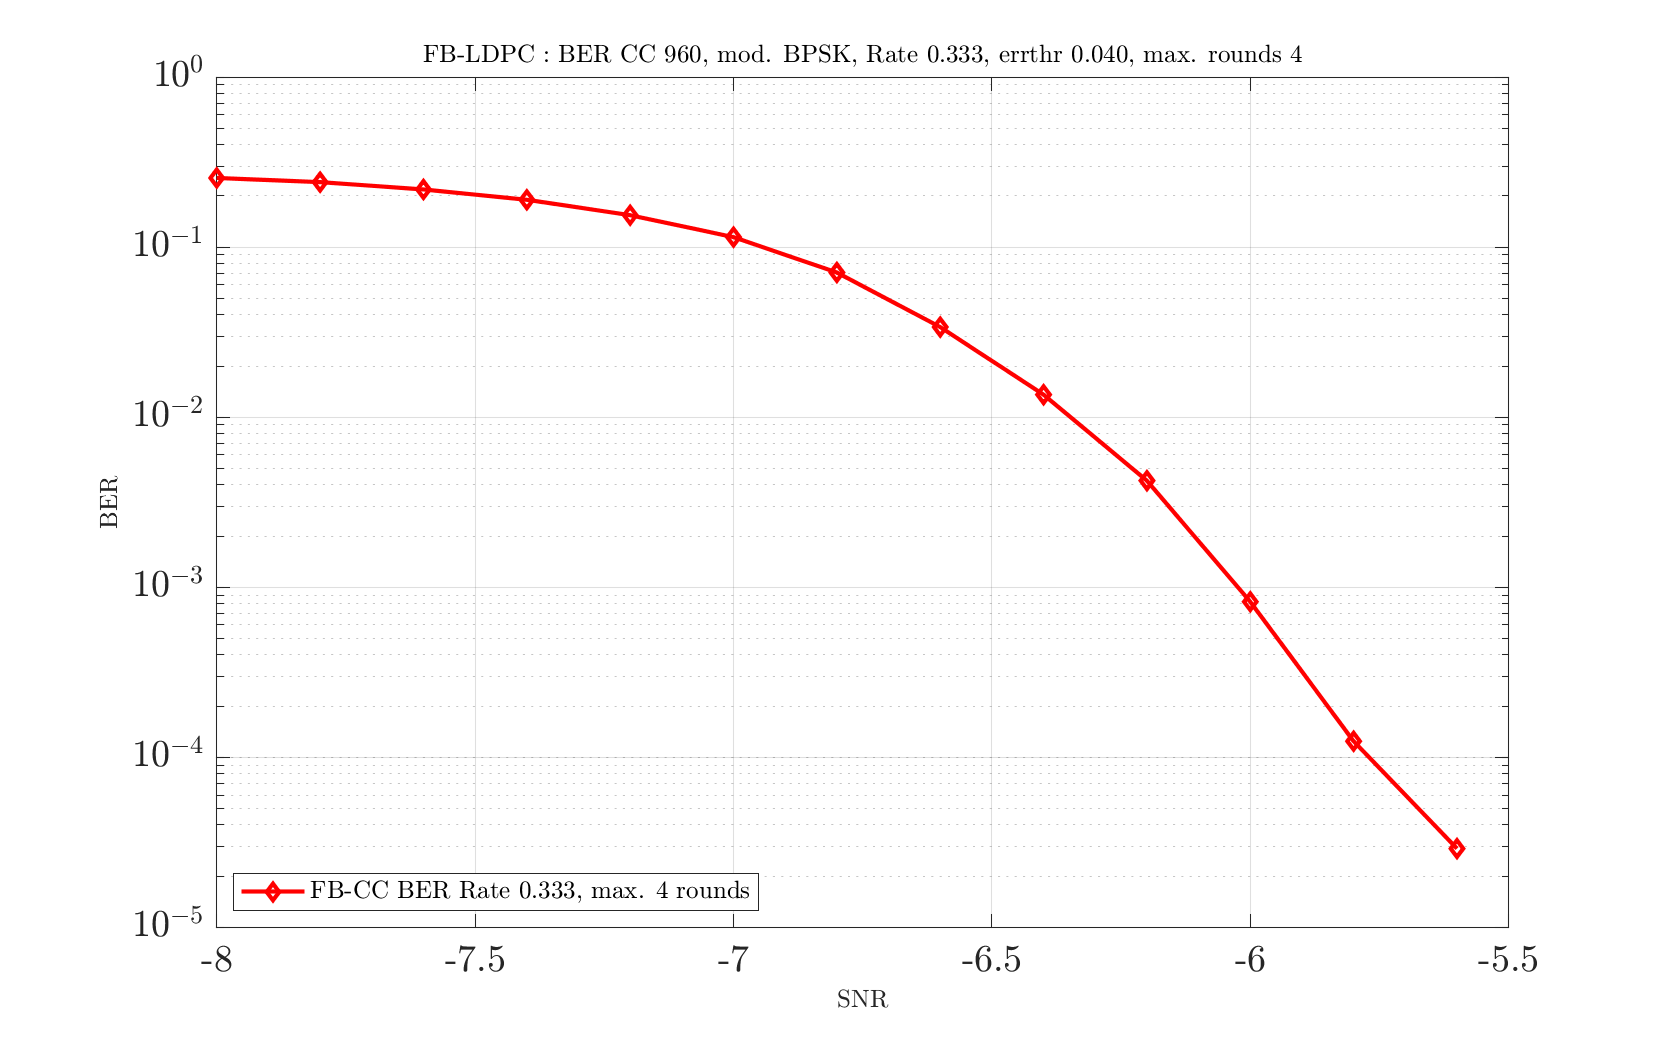 FB-LDPC : BER CC 960, mod. BPSK, Rate 0.333, errthr 0.040, max. rounds 4
10^0
10^{-1}
10^{-2}
10^{-3}
10^{-4}
10^{-5}
BER
FB-CC BER Rate 0.333, max. 4 rounds
-8 -7.5 -7 -6.5 -6 -5.5
SNR